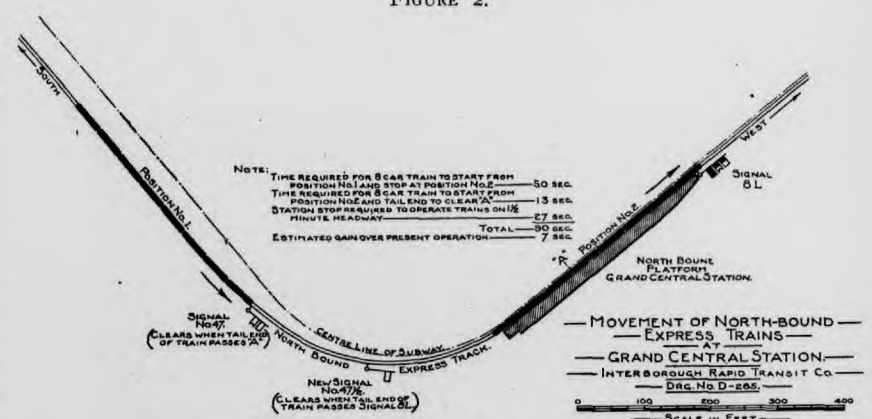 FIGURE 2.
SOUTH
POSITION No.1.
NOTE:
TIME REQUIRED FOR 8 CAR TRAIN TO START FROM
POSITION No.1 AND STOP AT POSITION No.2 50 SEC.
TIME REQUIRED FOR 8 CAR TRAIN TO START FROM
POSITION No.2 AND TAIL END TO CLEAR "A" 13 SEC.
STATION STOP REQUIRED TO OPERATE TRAINS ON 1½
MINUTE HEADWAY 27 SEC.
TOTAL 90 SEC.
ESTIMATED GAIN OVER PRESENT OPERATION 7 SEC.
WEST
SIGNAL
8L
POSITION No.2.
"A"
NORTH BOUND
PLATFORM
GRAND CENTRAL STATION.
SIGNAL
No.47.
(CLEARS WHEN TAIL END
OF TRAIN PASSES "A")
CENTRE LINE OF SUBWAY
NORTH BOUND EXPRESS TRACK.
NEW SIGNAL
No.47½.
(CLEARS WHEN TAIL END OF
TRAIN PASSES SIGNAL 8L.)
MOVEMENT OF NORTH-BOUND
EXPRESS TRAINS
AT
GRAND CENTRAL STATION.
INTERBOROUGH RAPID TRANSIT CO.
DRG. NO. D-285.
0 100 200 300 400
SCALE IN FEET